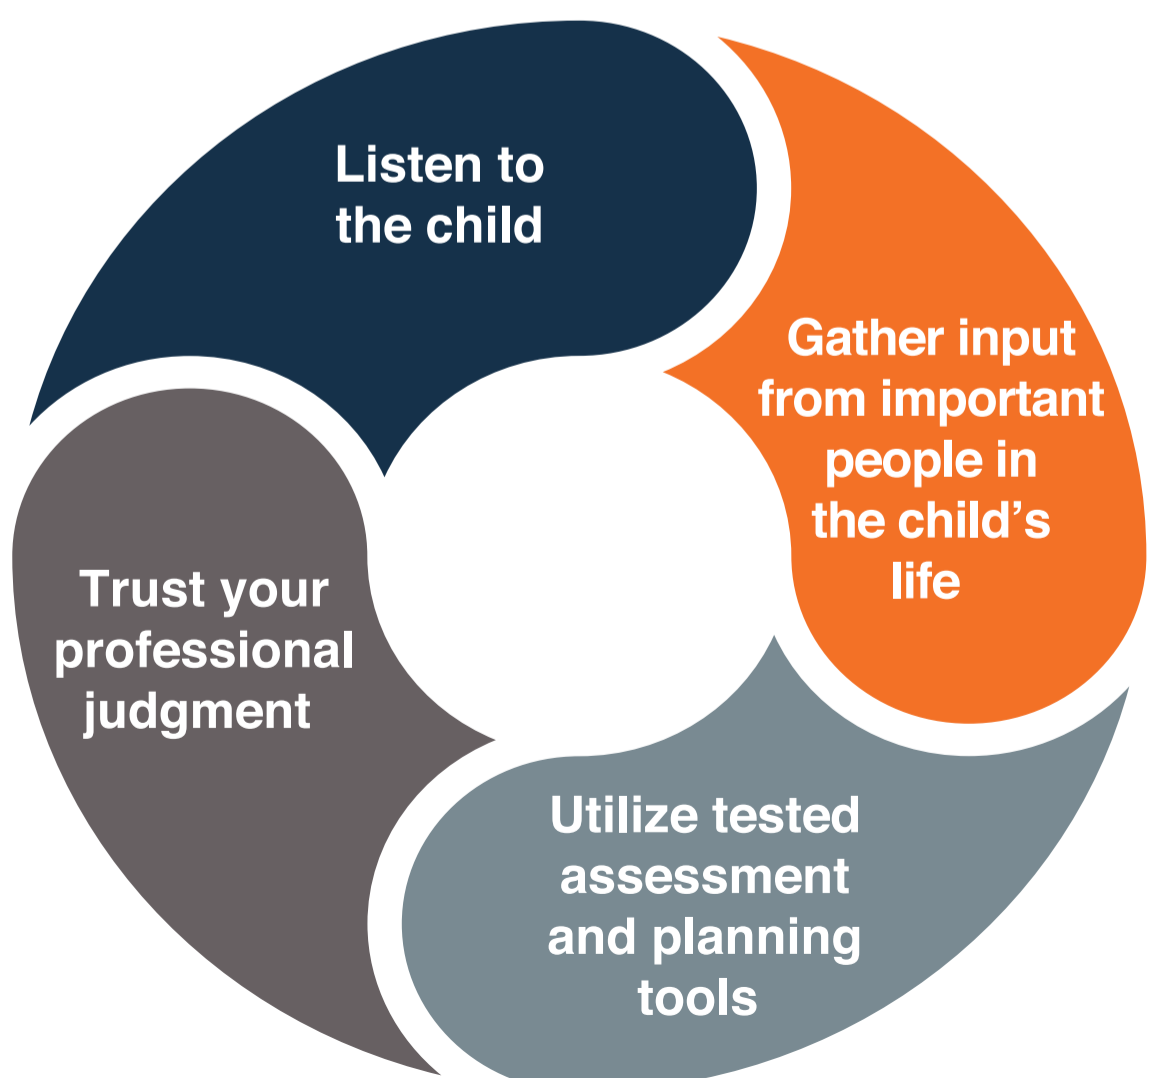 Listen to
the child
Gather input
from important
people in
the child’s
life
Utilize tested
assessment
and planning
tools
Trust your
professional
judgment